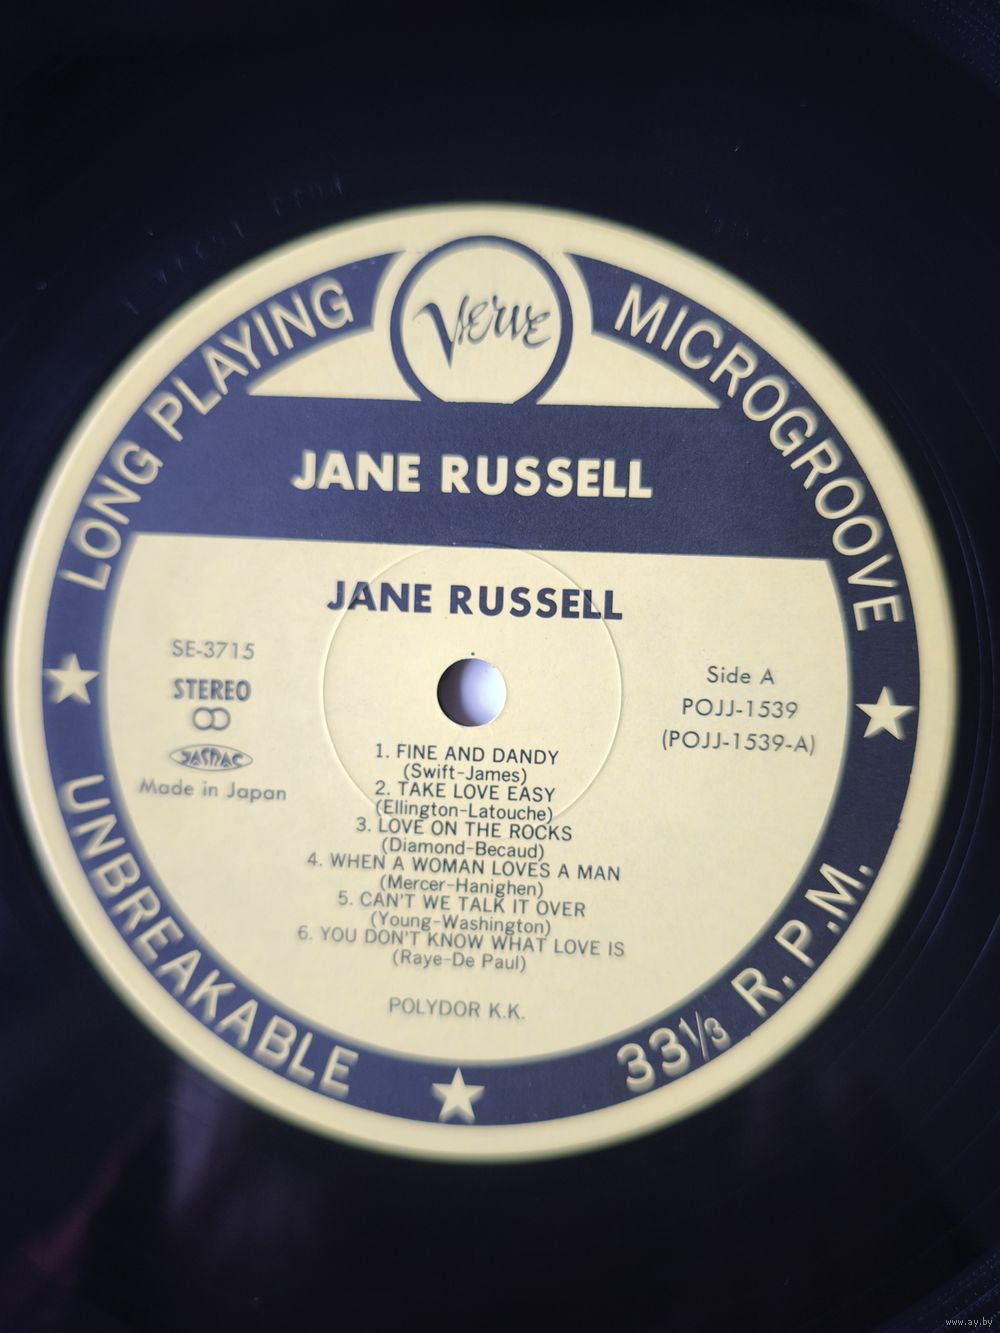 Verve
LONG PLAYING
MICROGROOVE
JANE RUSSELL
JANE RUSSELL
SE-3715
STEREO
JASRAC
Made in Japan
Side A
POJJ-1539
(POJJ-1539-A)
1. FINE AND DANDY
(Swift-James)
2. TAKE LOVE EASY
(Ellington-Latouche)
3. LOVE ON THE ROCKS
(Diamond-Becaud)
4. WHEN A WOMAN LOVES A MAN
(Mercer-Hanighen)
5. CAN'T WE TALK IT OVER
(Young-Washington)
6. YOU DON'T KNOW WHAT LOVE IS
(Raye-De Paul)
POLYDOR K.K.
UNBREAKABLE
33⅓ R.P.M.
www.ay.by